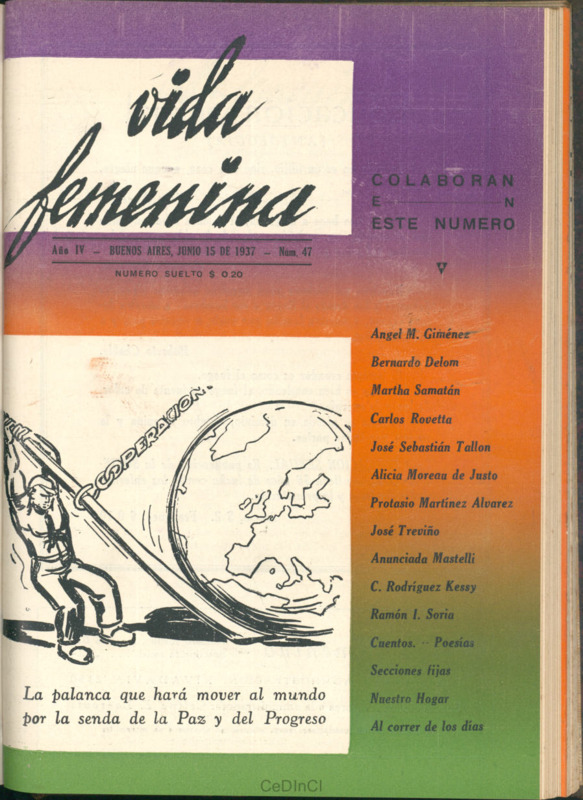 vida
femenina
Año IV — BUENOS AIRES, JUNIO 15 DE 1937 — Núm. 47
NUMERO SUELTO $ 0.20
COLABORAN
E N
ESTE NUMERO
Angel M. Giménez
Bernardo Delom
Martha Samatán
Carlos Rovetta
José Sebastián Tallon
Alicia Moreau de Justo
Protasio Martínez Alvarez
José Treviño
Anunciada Mastelli
C. Rodríguez Kessy
Ramón I. Soria
Cuentos. — Poesías
Secciones fijas
Nuestro Hogar
Al correr de los días
COOPERACION.
La palanca que hará mover al mundo
por la senda de la Paz y del Progreso
CeDInCI